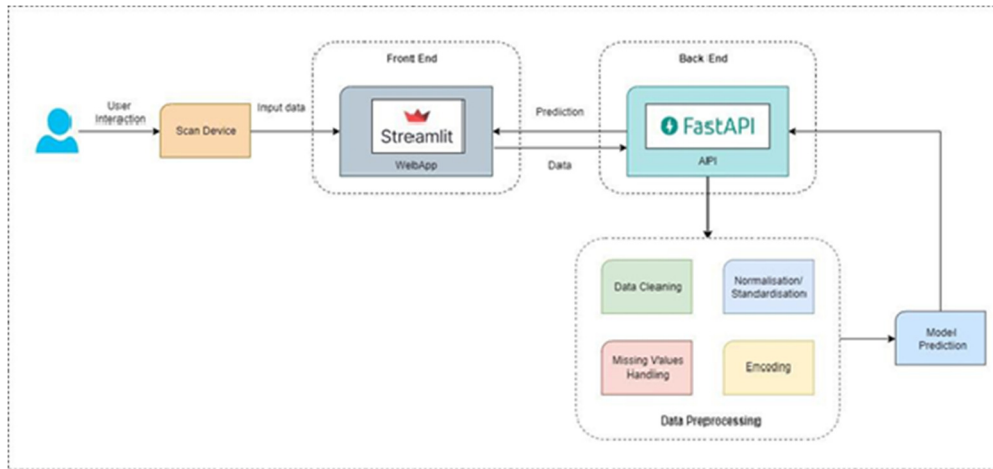 Front End
Back End
User
Interaction
Scan Device
Input data
Streamlit
WebApp
Prediction
Data
FastAPI
AIPI
Data Cleaning
Normalisation/
Standardisation
Missing Values
Handling
Encoding
Data Preprocessing
Model
Prediction